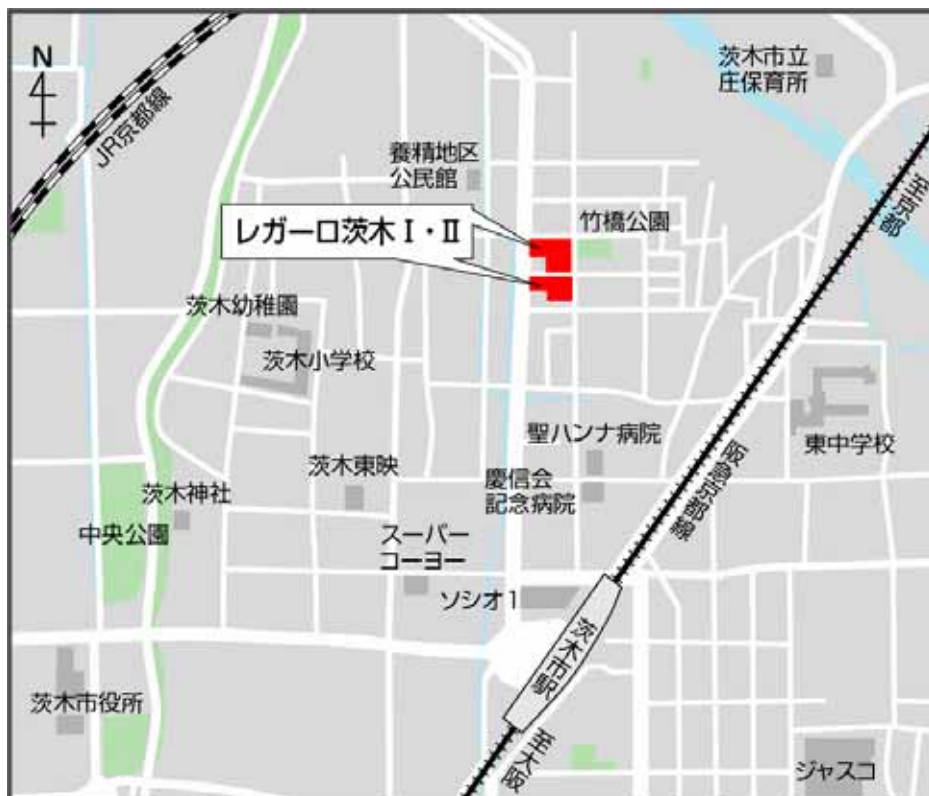 N
JR京都線
茨木市立
庄保育所
養精地区
公民館
至京都
竹橋公園
レガーロ茨木Ⅰ・Ⅱ
茨木幼稚園
茨木小学校
聖ハンナ病院
東中学校
阪急京都線
茨木東映
慶信会
記念病院
茨木神社
中央公園
スーパー
コーヨー
ソシオ1
茨木市駅
茨木市役所
至大阪
ジャスコ